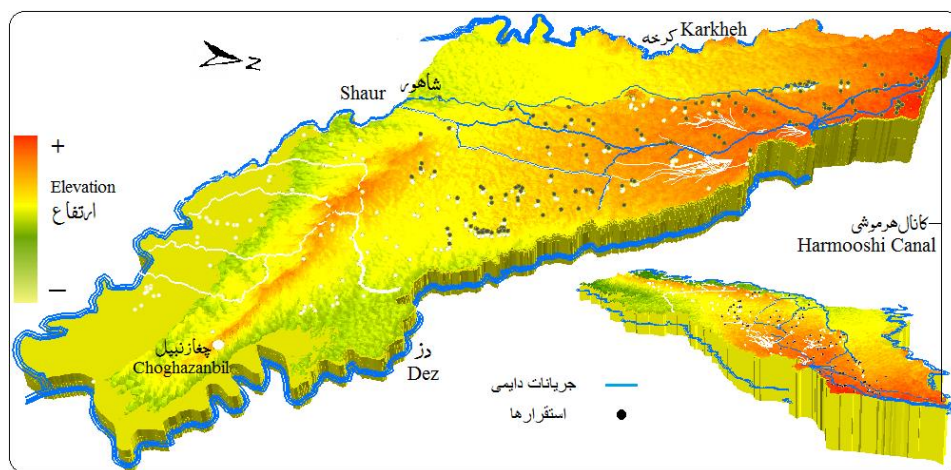 کرخه Karkheh
z
شاهور
Shaur
+
Elevation
ارتفاع
—
کانال هرموشی
Harmooshi Canal
چغازنبیل
Choghazanbil
دز
Dez
جریانات دایمی
استقرارها